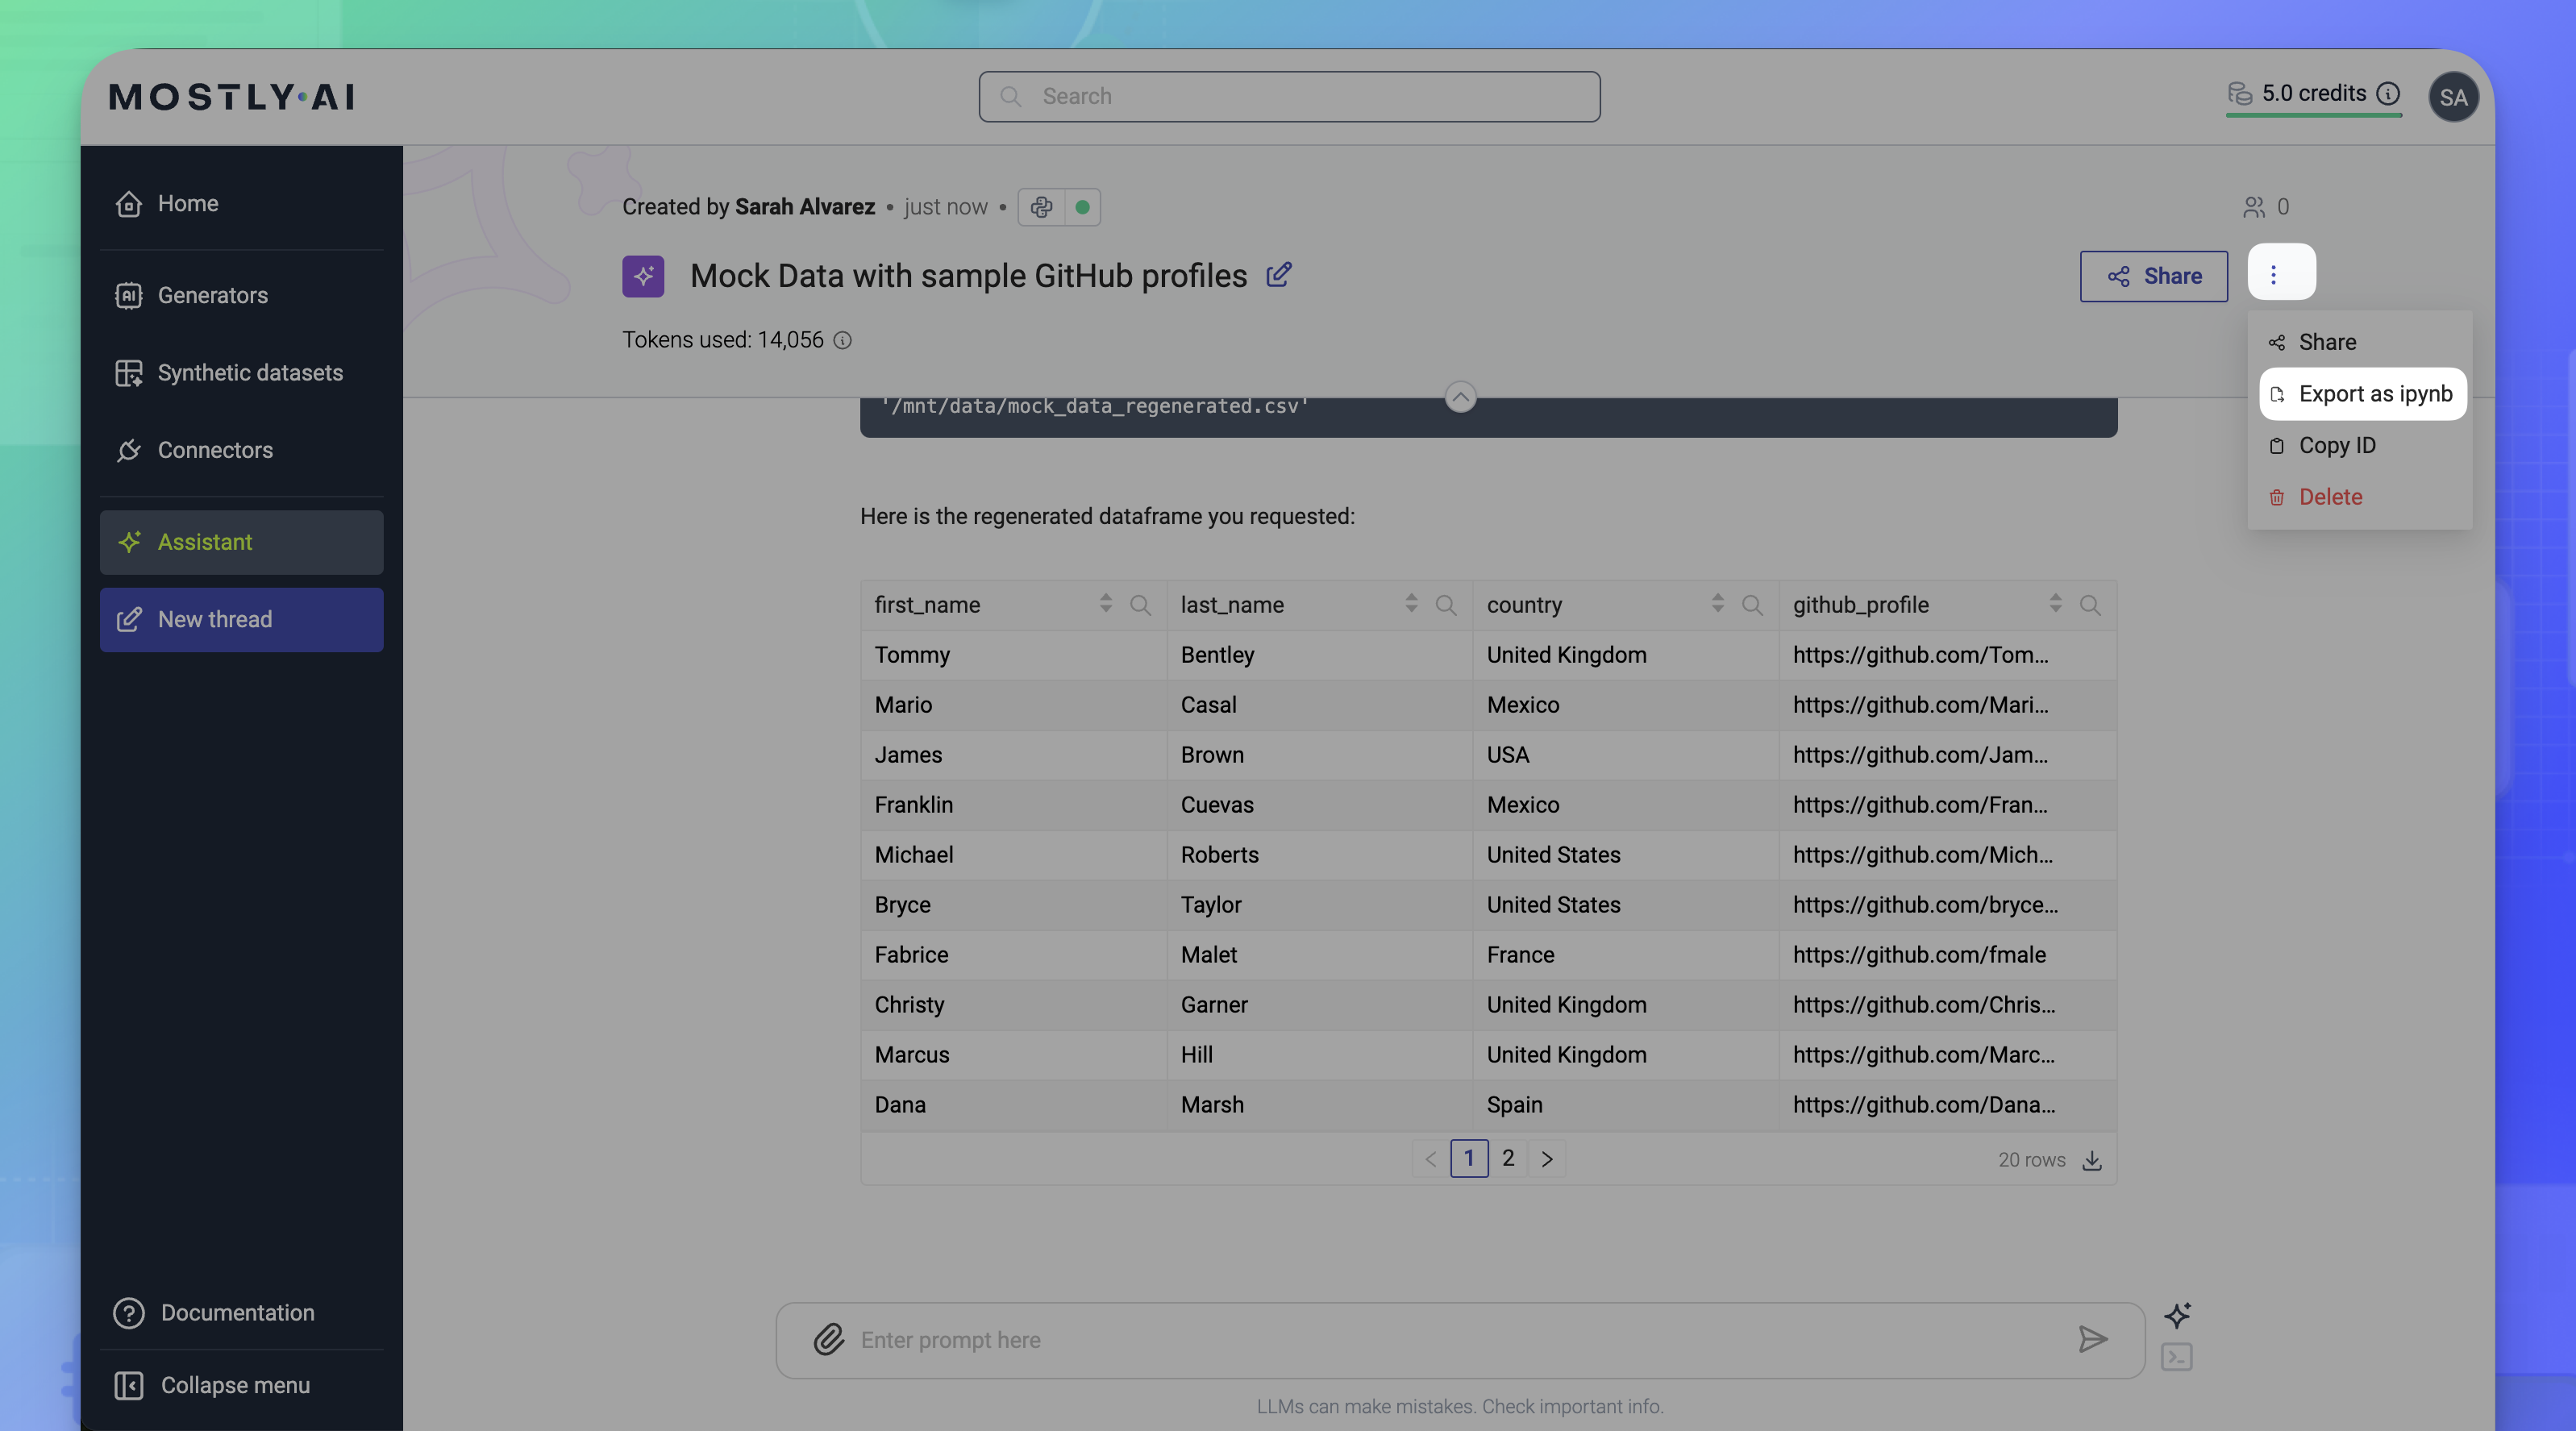 MOSTLY AI
Search
5.0 credits
SA
Home
Generators
Synthetic datasets
Connectors
Assistant
New thread
Documentation
Collapse menu
Created by Sarah Alvarez • just now •
0
Mock Data with sample GitHub profiles
Share
Tokens used: 14,056
Share
Export as ipynb
Copy ID
Delete
'/mnt/data/mock_data_regenerated.csv'
Here is the regenerated dataframe you requested:
first_name last_name country github_profile
Tommy Bentley United Kingdom https://github.com/Tom...
Mario Casal Mexico https://github.com/Mari...
James Brown USA https://github.com/Jam...
Franklin Cuevas Mexico https://github.com/Fran...
Michael Roberts United States https://github.com/Mich...
Bryce Taylor United States https://github.com/bryce...
Fabrice Malet France https://github.com/fmale
Christy Garner United Kingdom https://github.com/Chris...
Marcus Hill United Kingdom https://github.com/Marc...
Dana Marsh Spain https://github.com/Dana...
< 1 2 > 20 rows
Enter prompt here
LLMs can make mistakes. Check important info.